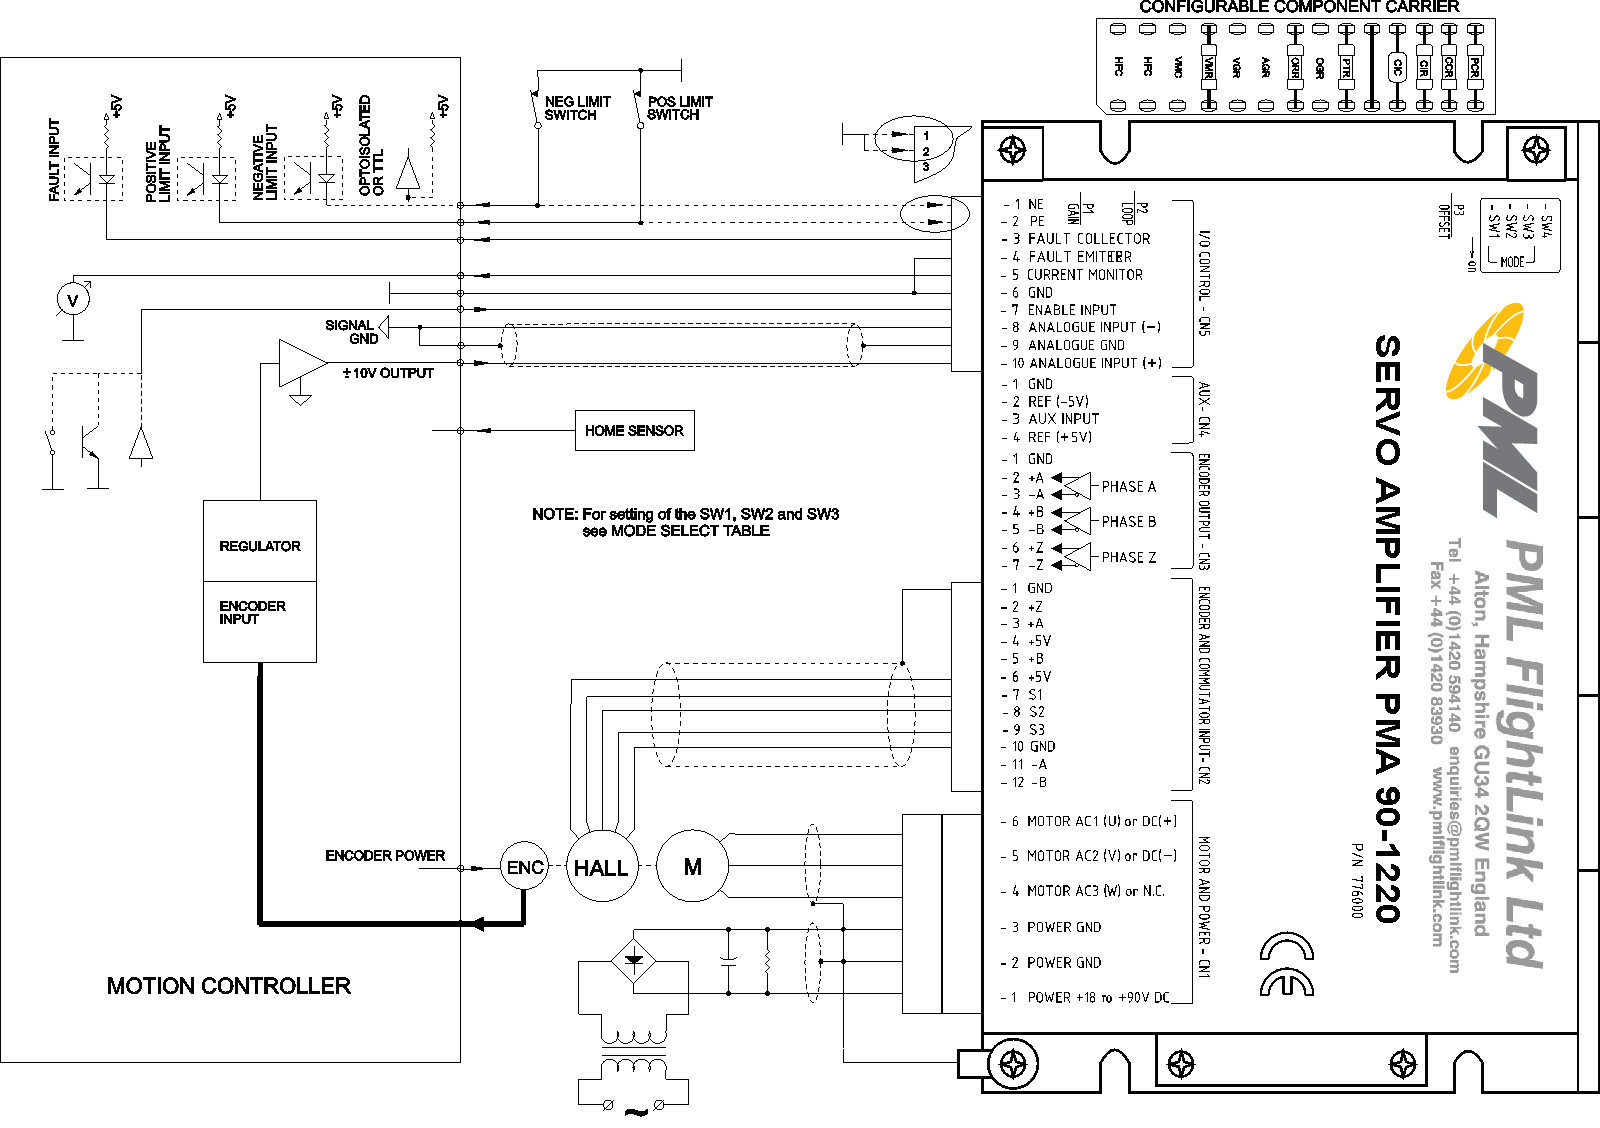 CONFIGURABLE COMPONENT CARRIER
HFC
HFC
VMC
VMR
VGR
AGR
ORR
OGR
PTR
CIC
CIR
CCR
PCR
+5V
+5V
+5V
+5V
FAULT INPUT
POSITIVE
LIMIT INPUT
NEGATIVE
LIMIT INPUT
OPTOISOLATED
OR TTL
NEG LIMIT
SWITCH
POS LIMIT
SWITCH
1
2
3
V
SIGNAL
GND
±10V OUTPUT
HOME SENSOR
NOTE: For setting of the SW1, SW2 and SW3
see MODE SELECT TABLE
REGULATOR
ENCODER
INPUT
ENCODER POWER
ENC
HALL
M
MOTION CONTROLLER
~
- 1 NE
- 2 PE
- 3 FAULT COLLECTOR
- 4 FAULT EMITERR
- 5 CURRENT MONITOR
- 6 GND
- 7 ENABLE INPUT
- 8 ANALOGUE INPUT (-)
- 9 ANALOGUE GND
- 10 ANALOGUE INPUT (+)
P1
GAIN
P2
LOOP
I/O CONTROL - CN5
- 1 GND
- 2 REF (-5V)
- 3 AUX INPUT
- 4 REF (+5V)
AUX- CN4
- 1 GND
- 2 +A
- 3 -A
- 4 +B
- 5 -B
- 6 +Z
- 7 -Z
PHASE A
PHASE B
PHASE Z
ENCODER OUTPUT - CN3
- 1 GND
- 2 +Z
- 3 +A
- 4 +5V
- 5 +B
- 6 +5V
- 7 S1
- 8 S2
- 9 S3
- 10 GND
- 11 -A
- 12 -B
ENCODER AND COMMUTATOR INPUT- CN2
- 6 MOTOR AC1 (U) or DC(+)
- 5 MOTOR AC2 (V) or DC(-)
- 4 MOTOR AC3 (W) or N.C.
- 3 POWER GND
- 2 POWER GND
- 1 POWER +18 to +90V DC
MOTOR AND POWER - CN1
P3
OFFSET
- SW4
- SW3
- SW2
- SW1
MODE
on
PML
PML FlightLink Ltd
Alton, Hampshire GU34 2QW England
Tel +44 (0)1420 594140 enquiries@pmlflightlink.com
Fax +44 (0)1420 83930 www.pmlflightlink.com
SERVO AMPLIFIER PMA 90-1220
P/N 776000
CE